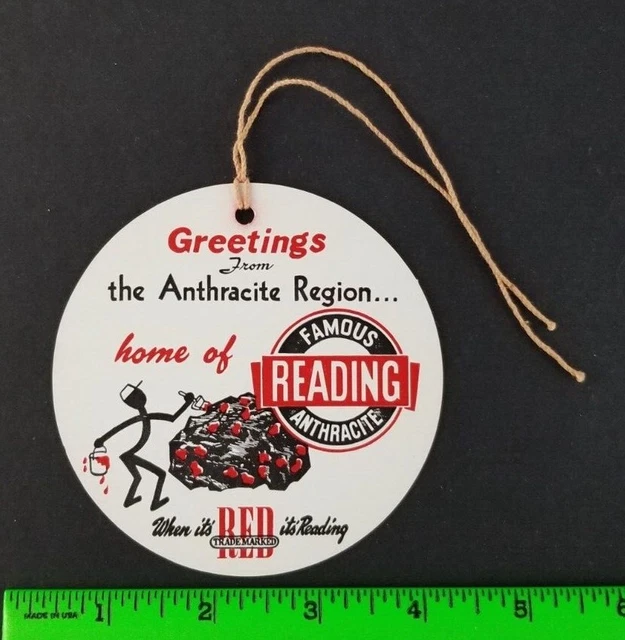 Greetings
From
the Anthracite Region...
home of
FAMOUS
READING
ANTHRACITE
When it's RED it's Reading
TRADE MARKED
MADE IN USA 1 2 3 4 5 6